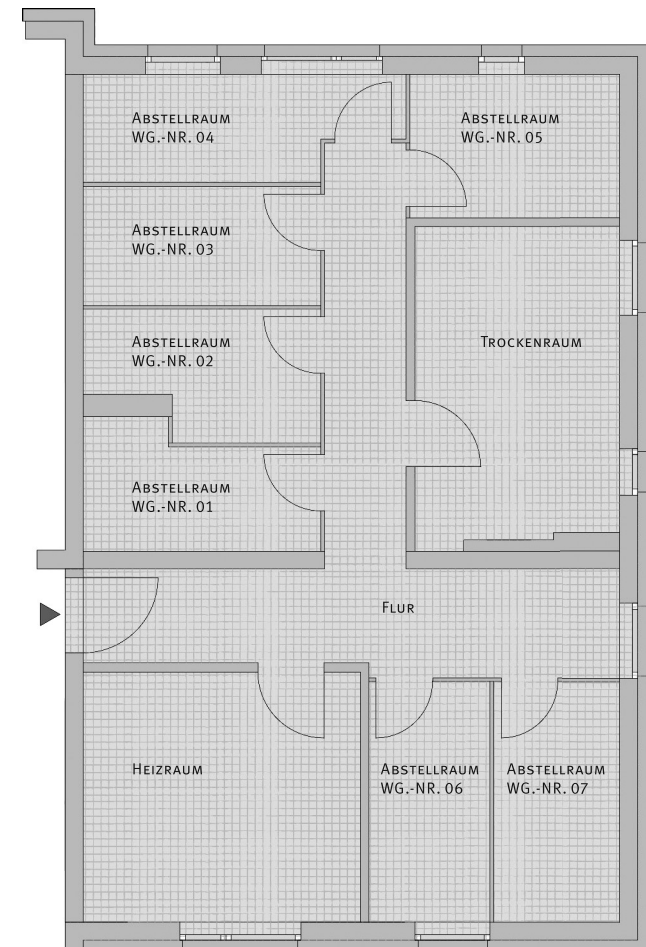 Abstellraum
WG.-NR. 04
Abstellraum
WG.-NR. 05
Abstellraum
WG.-NR. 03
Abstellraum
WG.-NR. 02
Trockenraum
Abstellraum
WG.-NR. 01
Flur
Heizraum
Abstellraum
WG.-NR. 06
Abstellraum
WG.-NR. 07